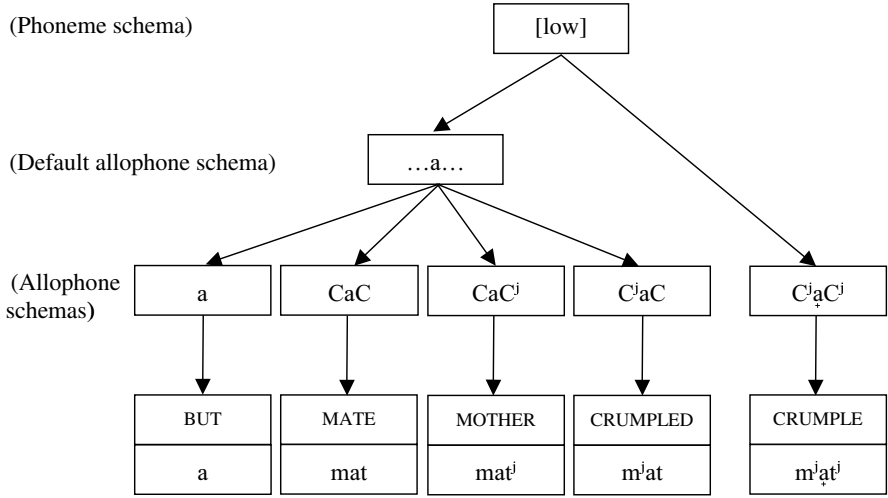 (Phoneme schema) [low]
(Default allophone schema) …a…
(Allophone schemas) a CaC CaCʲ CʲaC Cʲa̟Cʲ
BUT MATE MOTHER CRUMPLED CRUMPLE
a mat matʲ mʲat mʲa̟tʲ